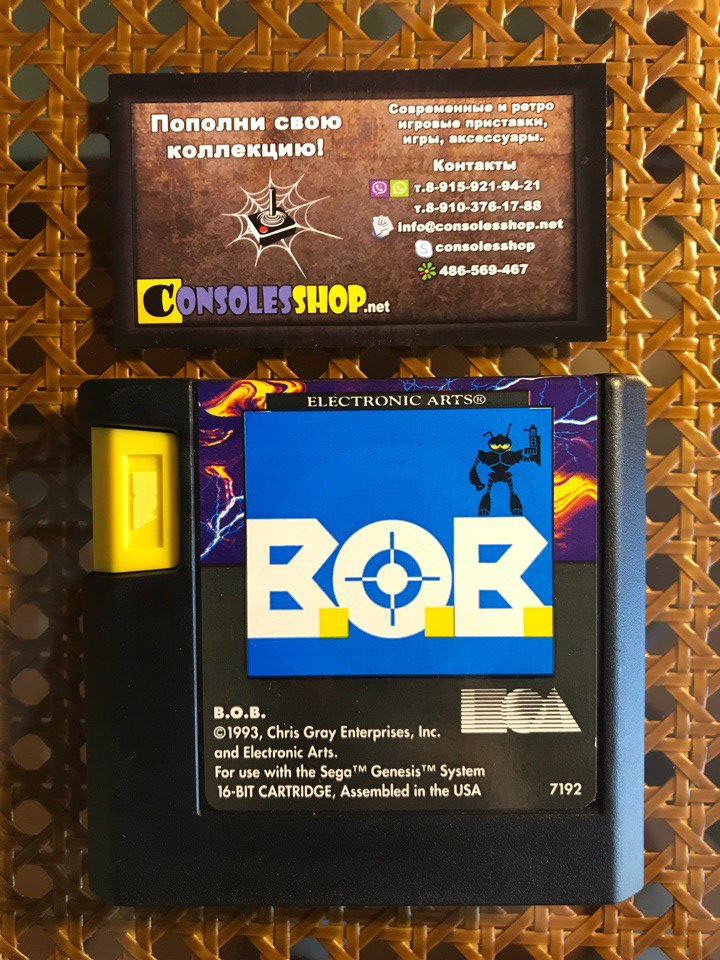 Пополни свою
коллекцию!
CONSOLESSHOP.net
Современные и ретро
игровые приставки,
игры, аксессуары.
Контакты
т.8-915-921-94-21
т.8-910-376-17-88
info@consolesshop.net
consolesshop
486-569-467
ELECTRONIC ARTS®
B.O.B.
B.O.B.
©1993, Chris Gray Enterprises, Inc.
and Electronic Arts.
For use with the Sega™ Genesis™ System
16-BIT CARTRIDGE, Assembled in the USA
7192
EA